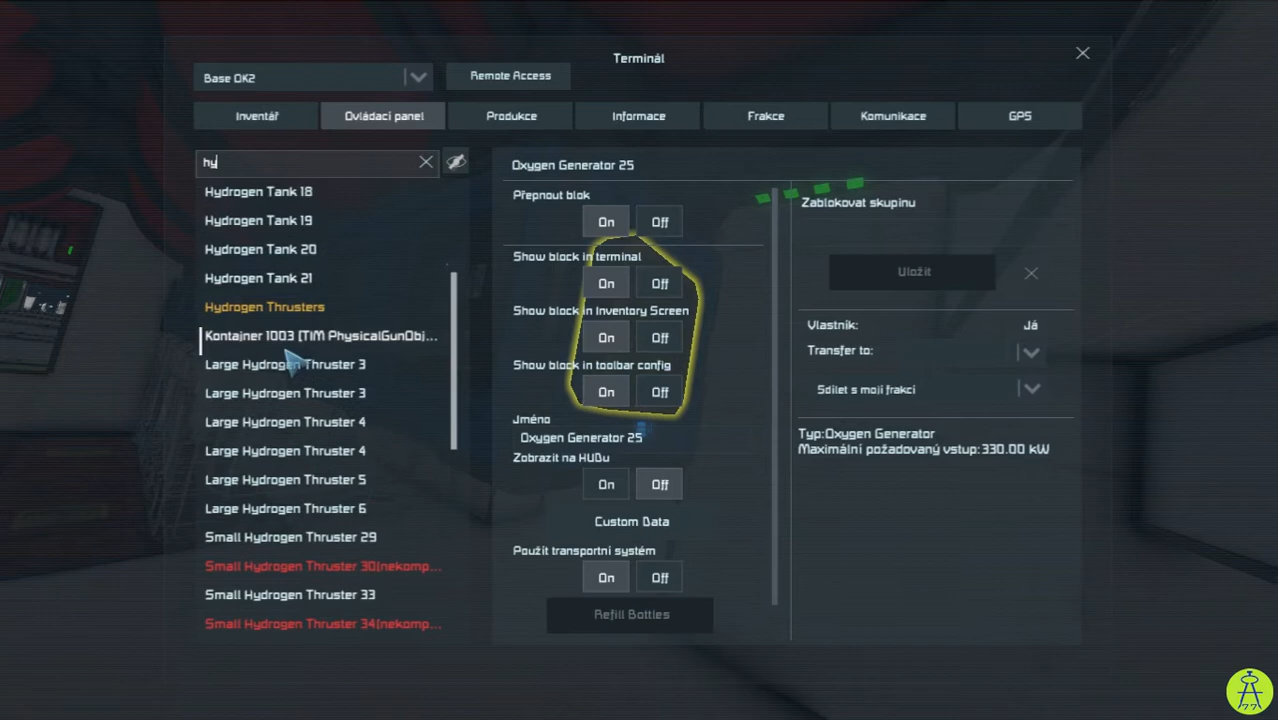 Terminál
Base OK2
Remote Access
Inventář
Ovládací panel
Produkce
Informace
Frakce
Komunikace
GPS
hy
Hydrogen Tank 18
Hydrogen Tank 19
Hydrogen Tank 20
Hydrogen Tank 21
Hydrogen Thrusters
Kontajner 1003 [TIM PhysicalGunObj...
Large Hydrogen Thruster 3
Large Hydrogen Thruster 3
Large Hydrogen Thruster 4
Large Hydrogen Thruster 4
Large Hydrogen Thruster 5
Large Hydrogen Thruster 6
Small Hydrogen Thruster 29
Small Hydrogen Thruster 30(nekomp...
Small Hydrogen Thruster 33
Small Hydrogen Thruster 34(nekomp...
Oxygen Generator 25
Přepnout blok
On Off
Show block in terminal
On Off
Show block in Inventory Screen
On Off
Show block in toolbar config
On Off
Jméno
Oxygen Generator 25
Zobrazit na HUDu
On Off
Custom Data
Použít transportní systém
On Off
Refill Bottles
Zablokovat skupinu
Uložit
Vlastník: Já
Transfer to:
Sdílet s mojí frakcí
Typ:Oxygen Generator
Maximální požadovaný vstup:330.00 kW
77